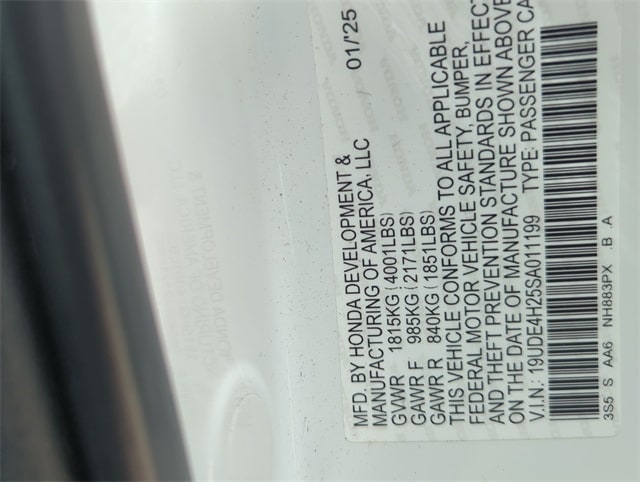 MFD. BY HONDA DEVELOPMENT & 01/'25
MANUFACTURING OF AMERICA, LLC
GVWR 1815KG(4001LBS)
GAWR F 985KG(2171LBS)
GAWR R 840KG(1851LBS)
THIS VEHICLE CONFORMS TO ALL APPLICABLE
FEDERAL MOTOR VEHICLE SAFETY, BUMPER,
AND THEFT PREVENTION STANDARDS IN EFFECT
ON THE DATE OF MANUFACTURE SHOWN ABOVE
V.I.N: 19UDE4H25SA011199 TYPE: PASSENGER CA
3S5 S AA6 NH883PX .B .A